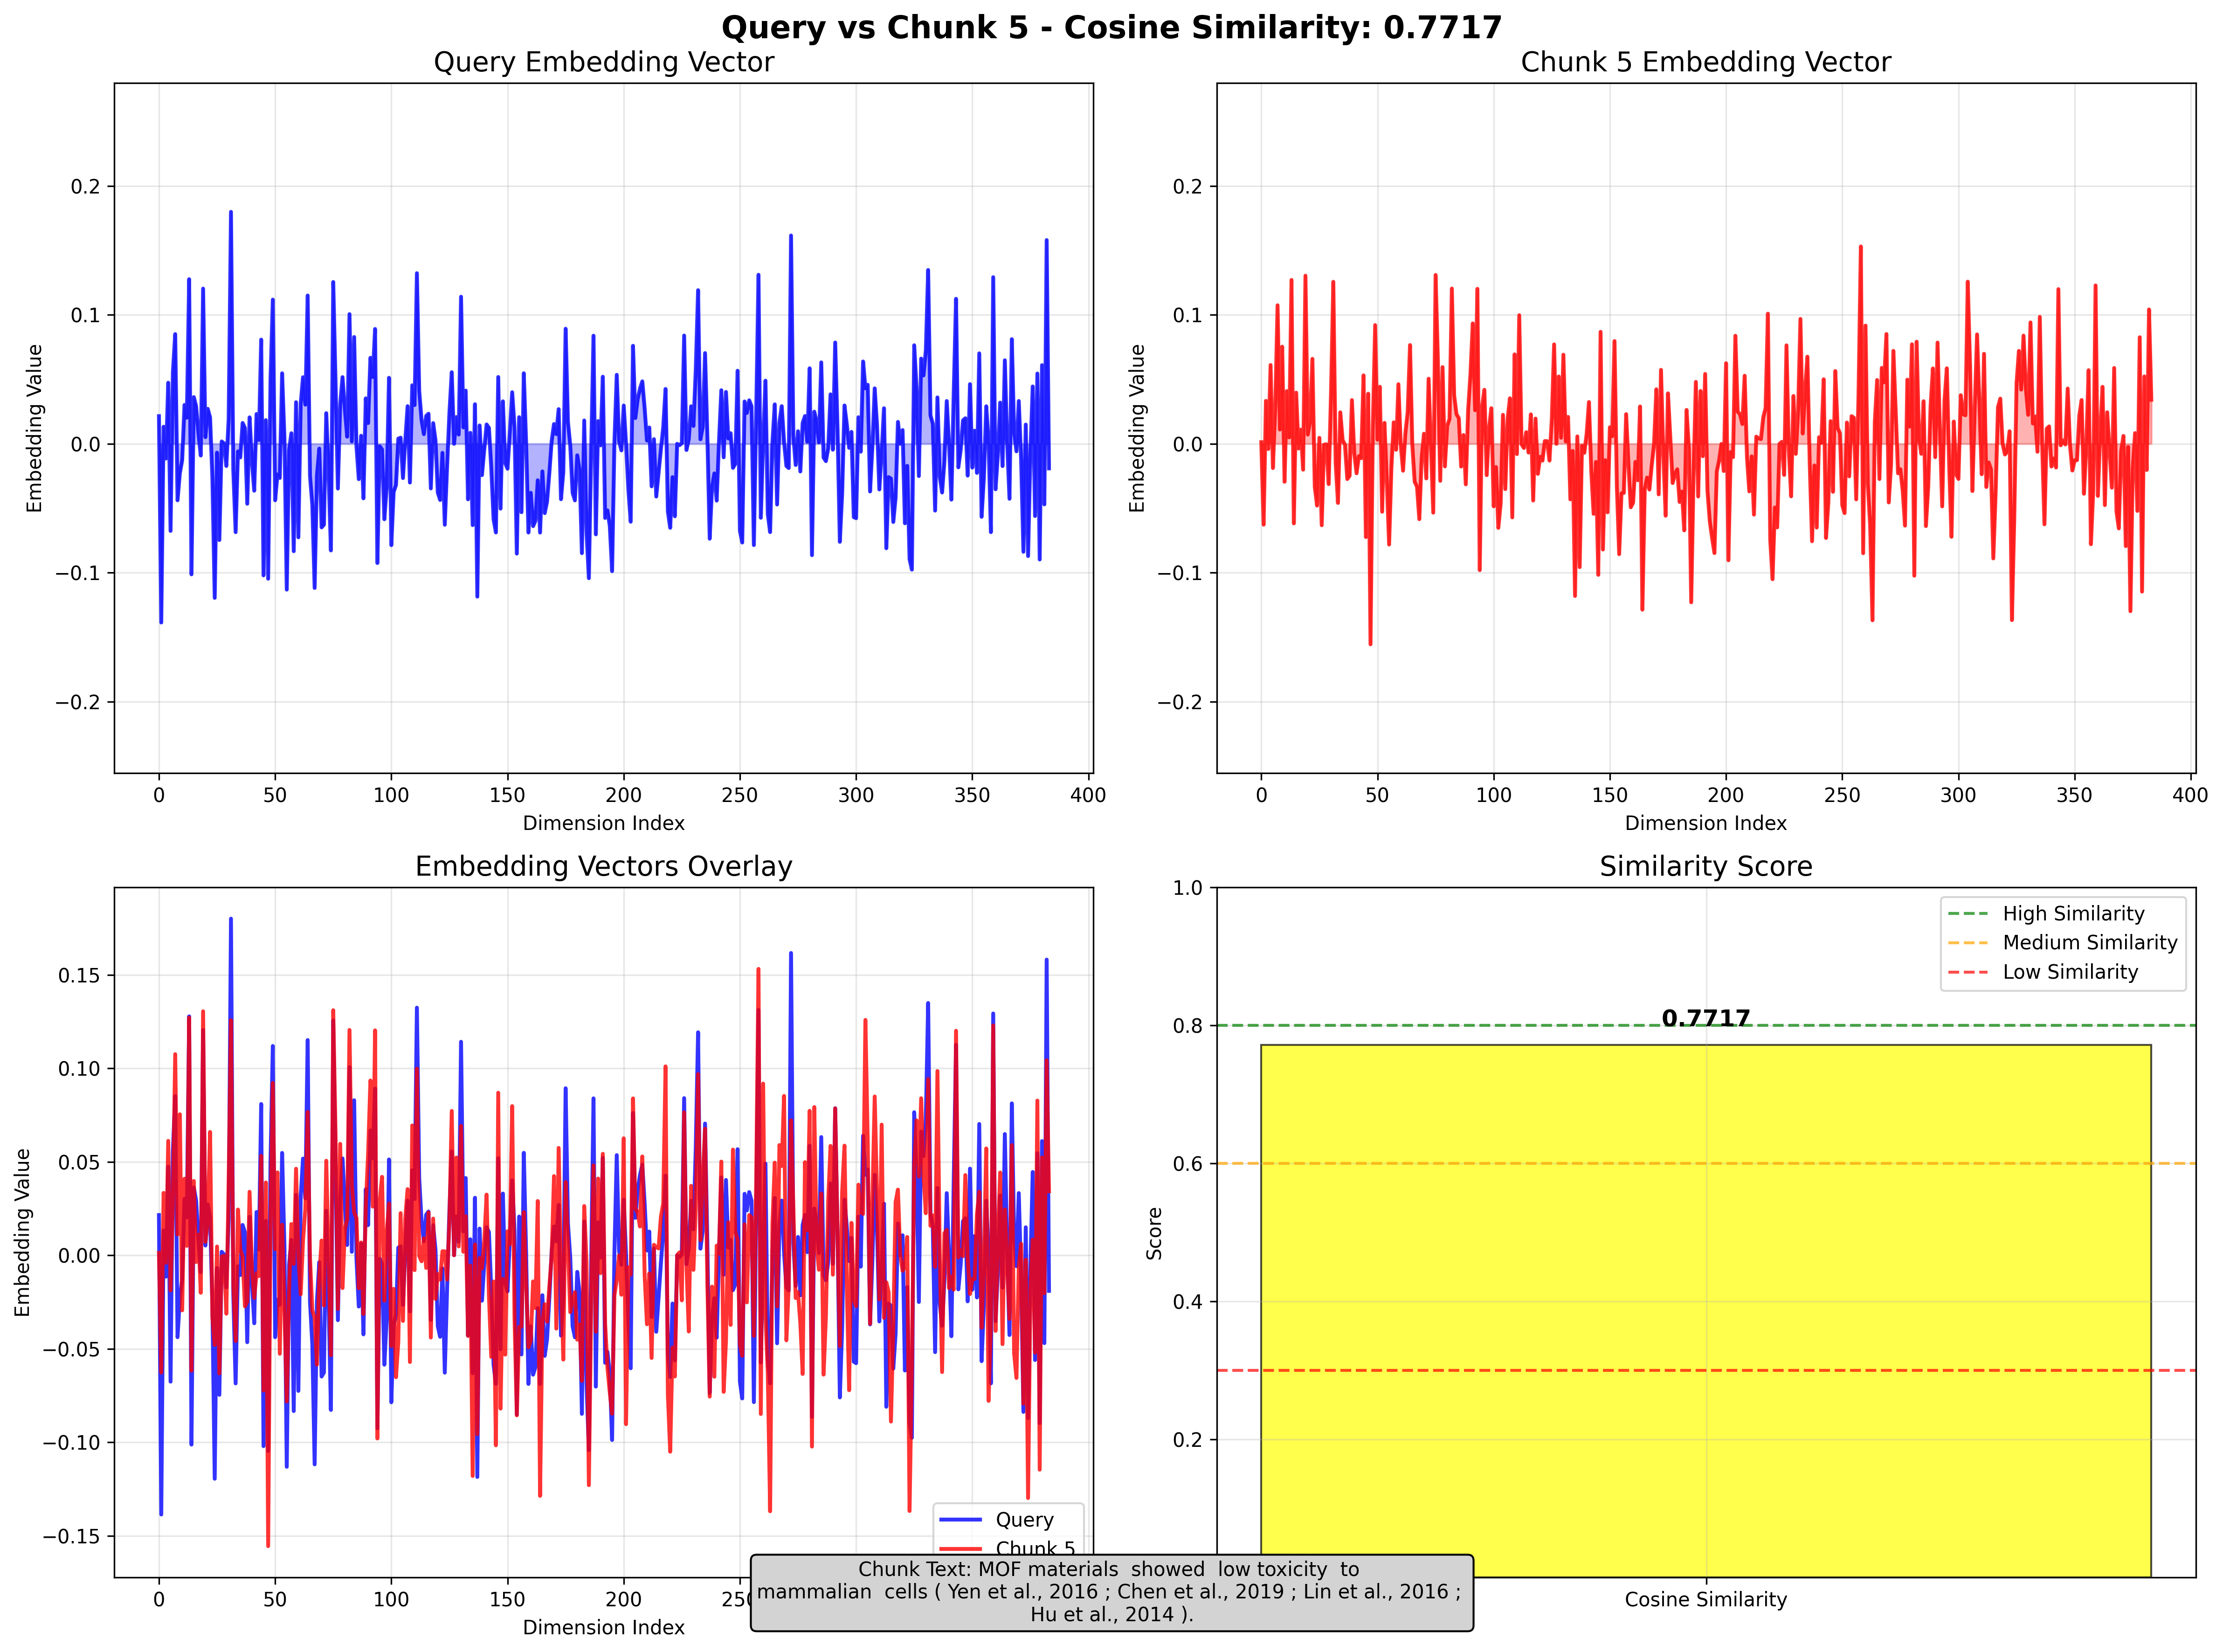 Query vs Chunk 5 - Cosine Similarity: 0.7717
Query Embedding Vector
Embedding Value
0.2
0.1
0.0
−0.1
−0.2
0 50 100 150 200 250 300 350 400
Dimension Index
Chunk 5 Embedding Vector
Embedding Value
0.2
0.1
0.0
−0.1
−0.2
0 50 100 150 200 250 300 350 400
Dimension Index
Embedding Vectors Overlay
Embedding Value
0.15
0.10
0.05
0.00
−0.05
−0.10
−0.15
Query
Chunk 5
0 50 100 150 200
Dimension Index
Similarity Score
Score
1.0
0.8
0.6
0.4
0.2
High Similarity
Medium Similarity
Low Similarity
0.7717
Cosine Similarity
Chunk Text: MOF materials  showed  low toxicity  to
mammalian  cells ( Yen et al., 2016 ; Chen et al., 2019 ; Lin et al., 2016 ;
Hu et al., 2014 ).